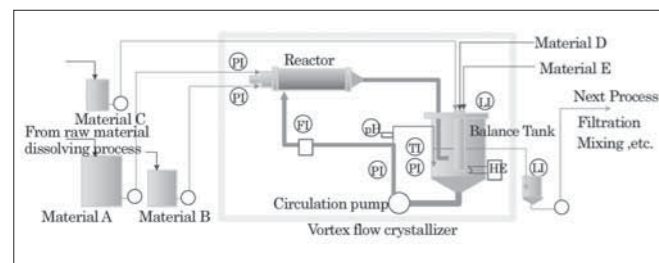 Reactor
PI
PI
Material D
Material E
Material C
LI
Next Process
From raw material
dissolving process
FI
pH
Balance Tank
Filtration
Mixing ,etc.
TI
PI
PI
HE
LI
Material A
Material B
Circulation pump
Vortex flow crystallizer